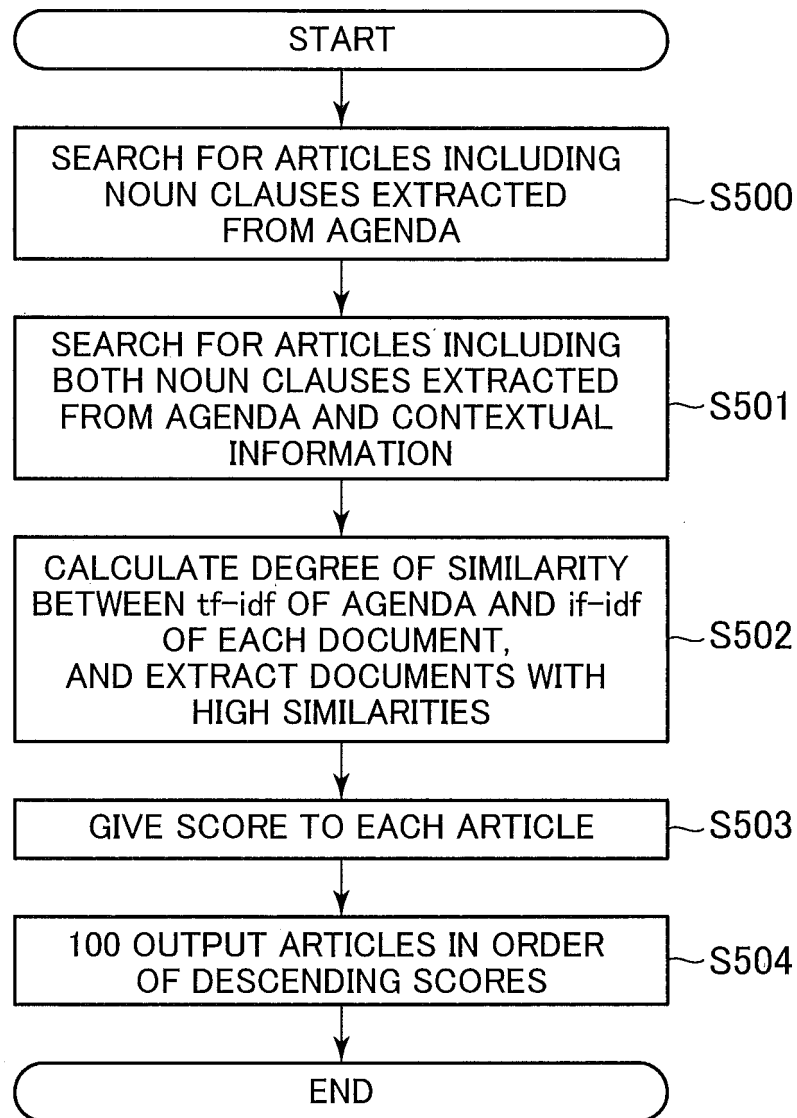 START
SEARCH FOR ARTICLES INCLUDING
NOUN CLAUSES EXTRACTED
FROM AGENDA
S500
SEARCH FOR ARTICLES INCLUDING
BOTH NOUN CLAUSES EXTRACTED
FROM AGENDA AND CONTEXTUAL
INFORMATION
S501
CALCULATE DEGREE OF SIMILARITY
BETWEEN tf-idf OF AGENDA AND if-idf
OF EACH DOCUMENT,
AND EXTRACT DOCUMENTS WITH
HIGH SIMILARITIES
S502
GIVE SCORE TO EACH ARTICLE
S503
100 OUTPUT ARTICLES IN ORDER
OF DESCENDING SCORES
S504
END